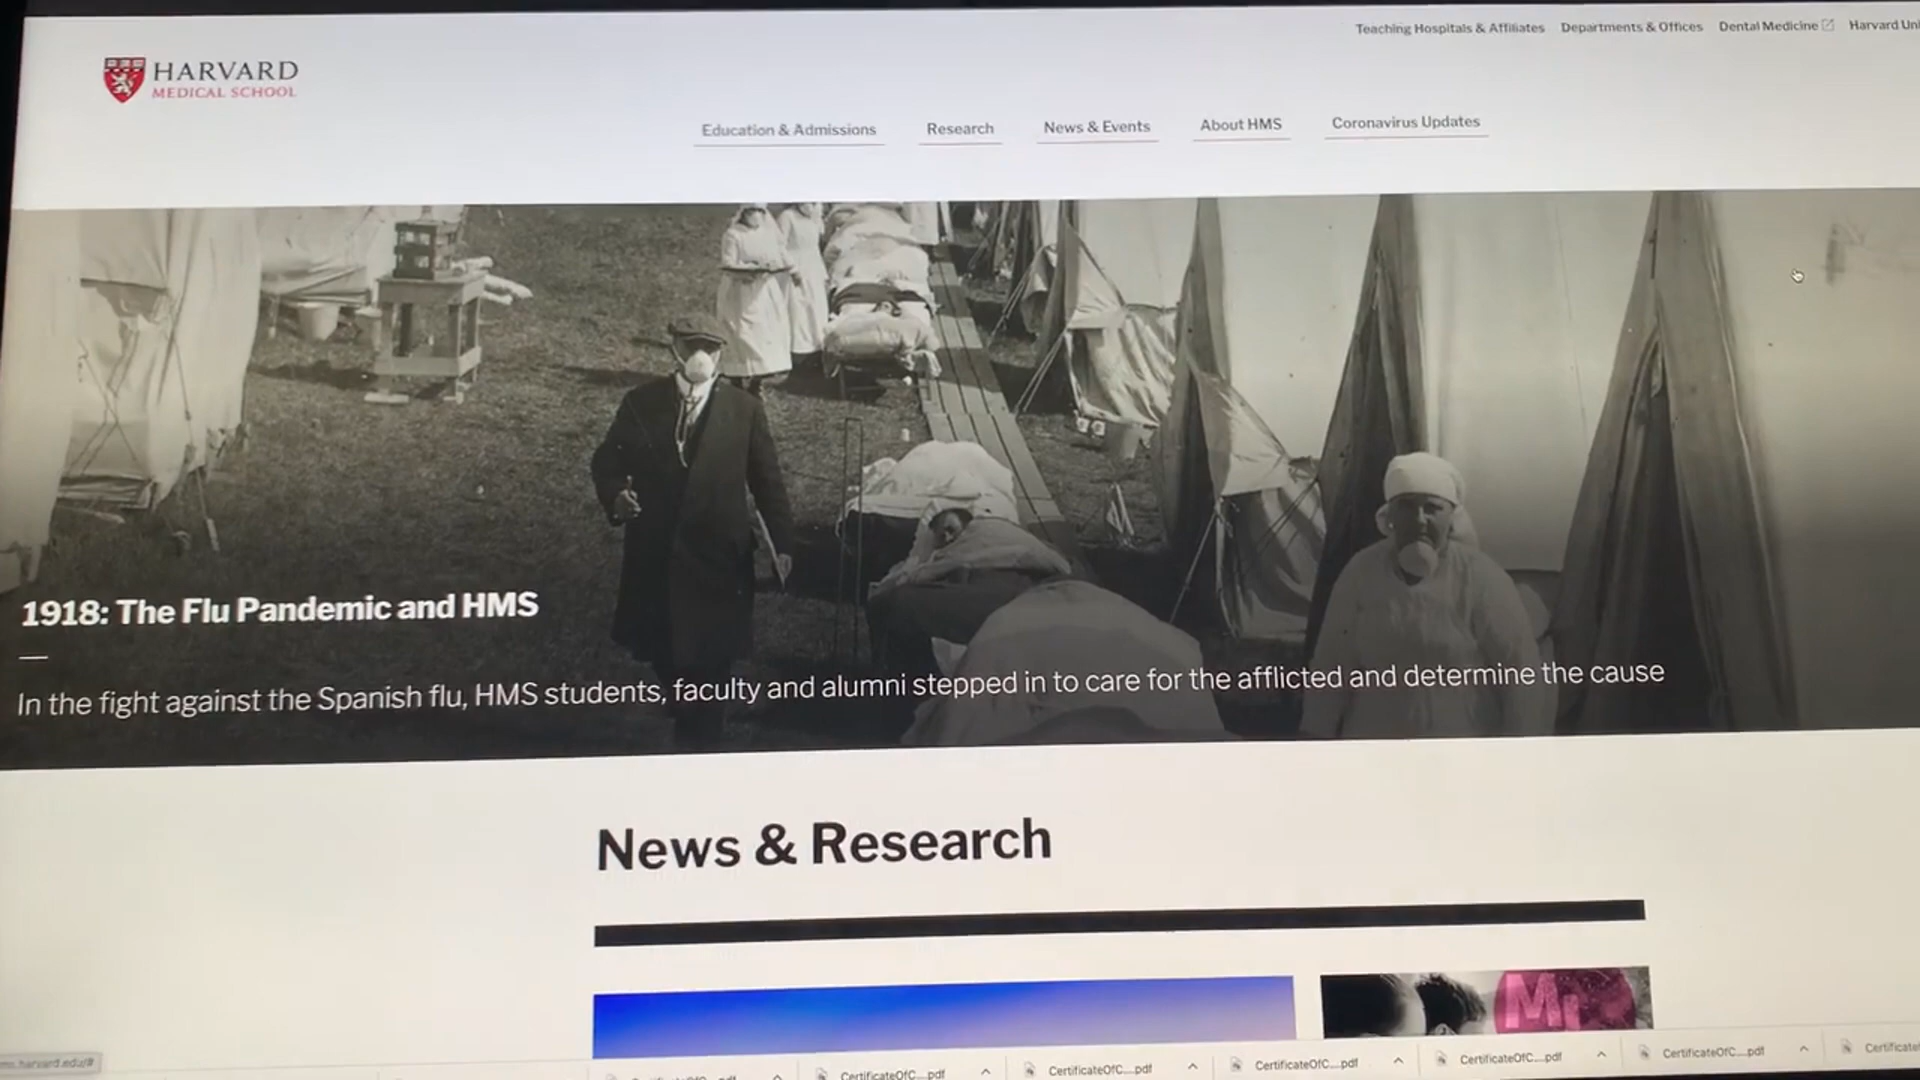 Teaching Hospitals & Affiliates Departments & Offices Dental Medicine Harvard
HARVARD
MEDICAL SCHOOL
Education & Admissions Research News & Events About HMS Coronavirus Updates
1918: The Flu Pandemic and HMS
In the fight against the Spanish flu, HMS students, faculty and alumni stepped in to care for the afflicted and determine the cause
News & Research
CertificateOfC....pdf CertificateOfC....pdf CertificateOfC....pdf CertificateOfC....pdf CertificateOfC....pdf